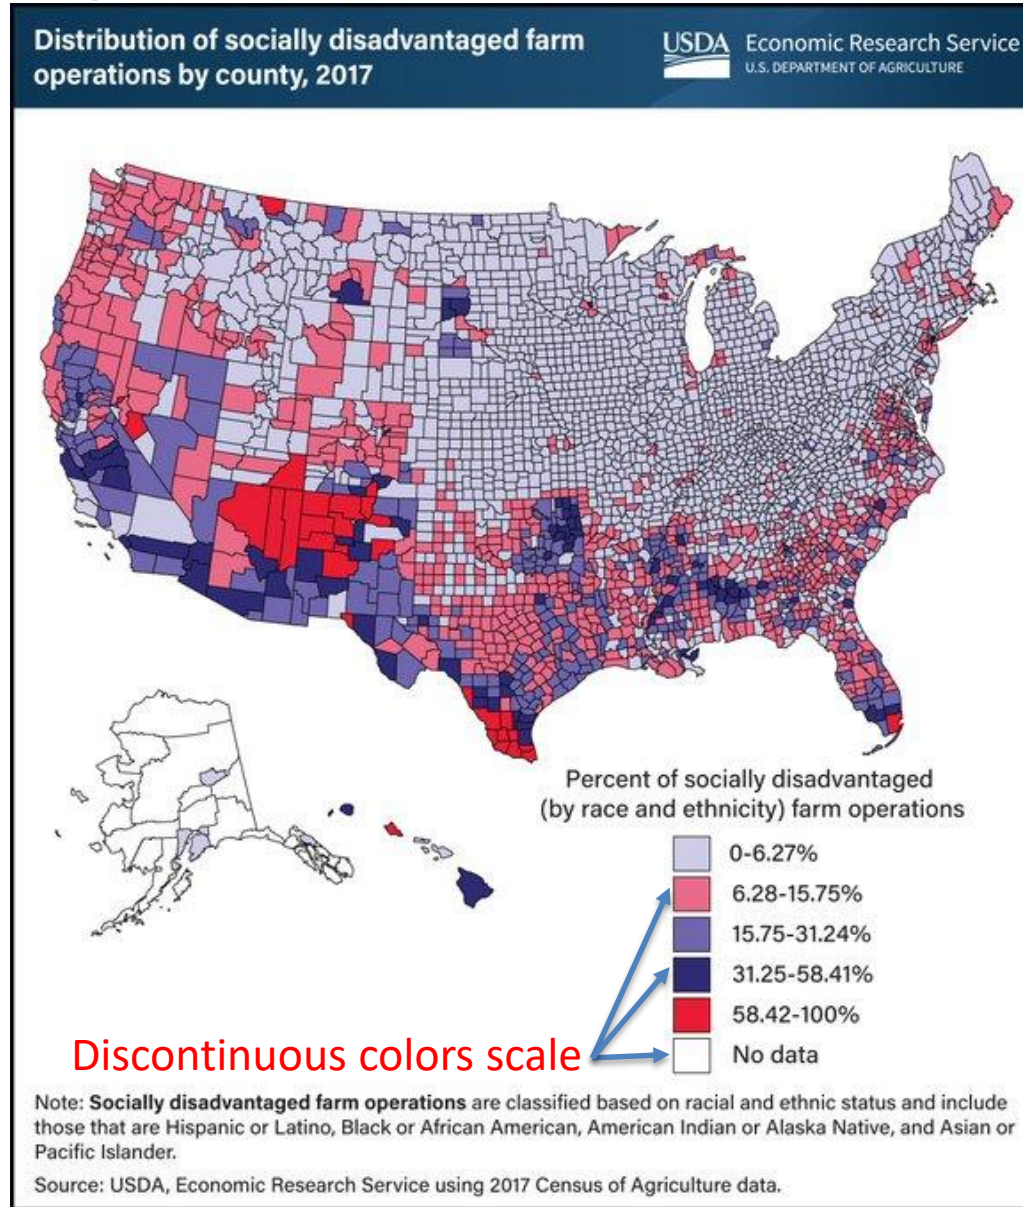 Distribution of socially disadvantaged farm
operations by county, 2017
USDA Economic Research Service
U.S. DEPARTMENT OF AGRICULTURE
Percent of socially disadvantaged
(by race and ethnicity) farm operations
0-6.27%
6.28-15.75%
15.75-31.24%
31.25-58.41%
58.42-100%
No data
Discontinuous colors scale
Note: Socially disadvantaged farm operations are classified based on racial and ethnic status and include
those that are Hispanic or Latino, Black or African American, American Indian or Alaska Native, and Asian or
Pacific Islander.
Source: USDA, Economic Research Service using 2017 Census of Agriculture data.